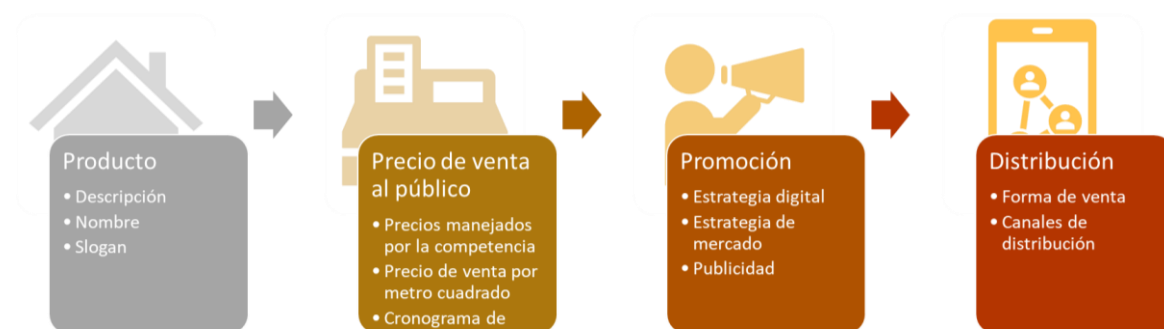 Producto
• Descripción
• Nombre
• Slogan
Precio de venta
al público
• Precios manejados
por la competencia
• Precio de venta por
metro cuadrado
• Cronograma de
Promoción
• Estrategia digital
• Estrategia de
mercado
• Publicidad
Distribución
• Forma de venta
• Canales de
distribución